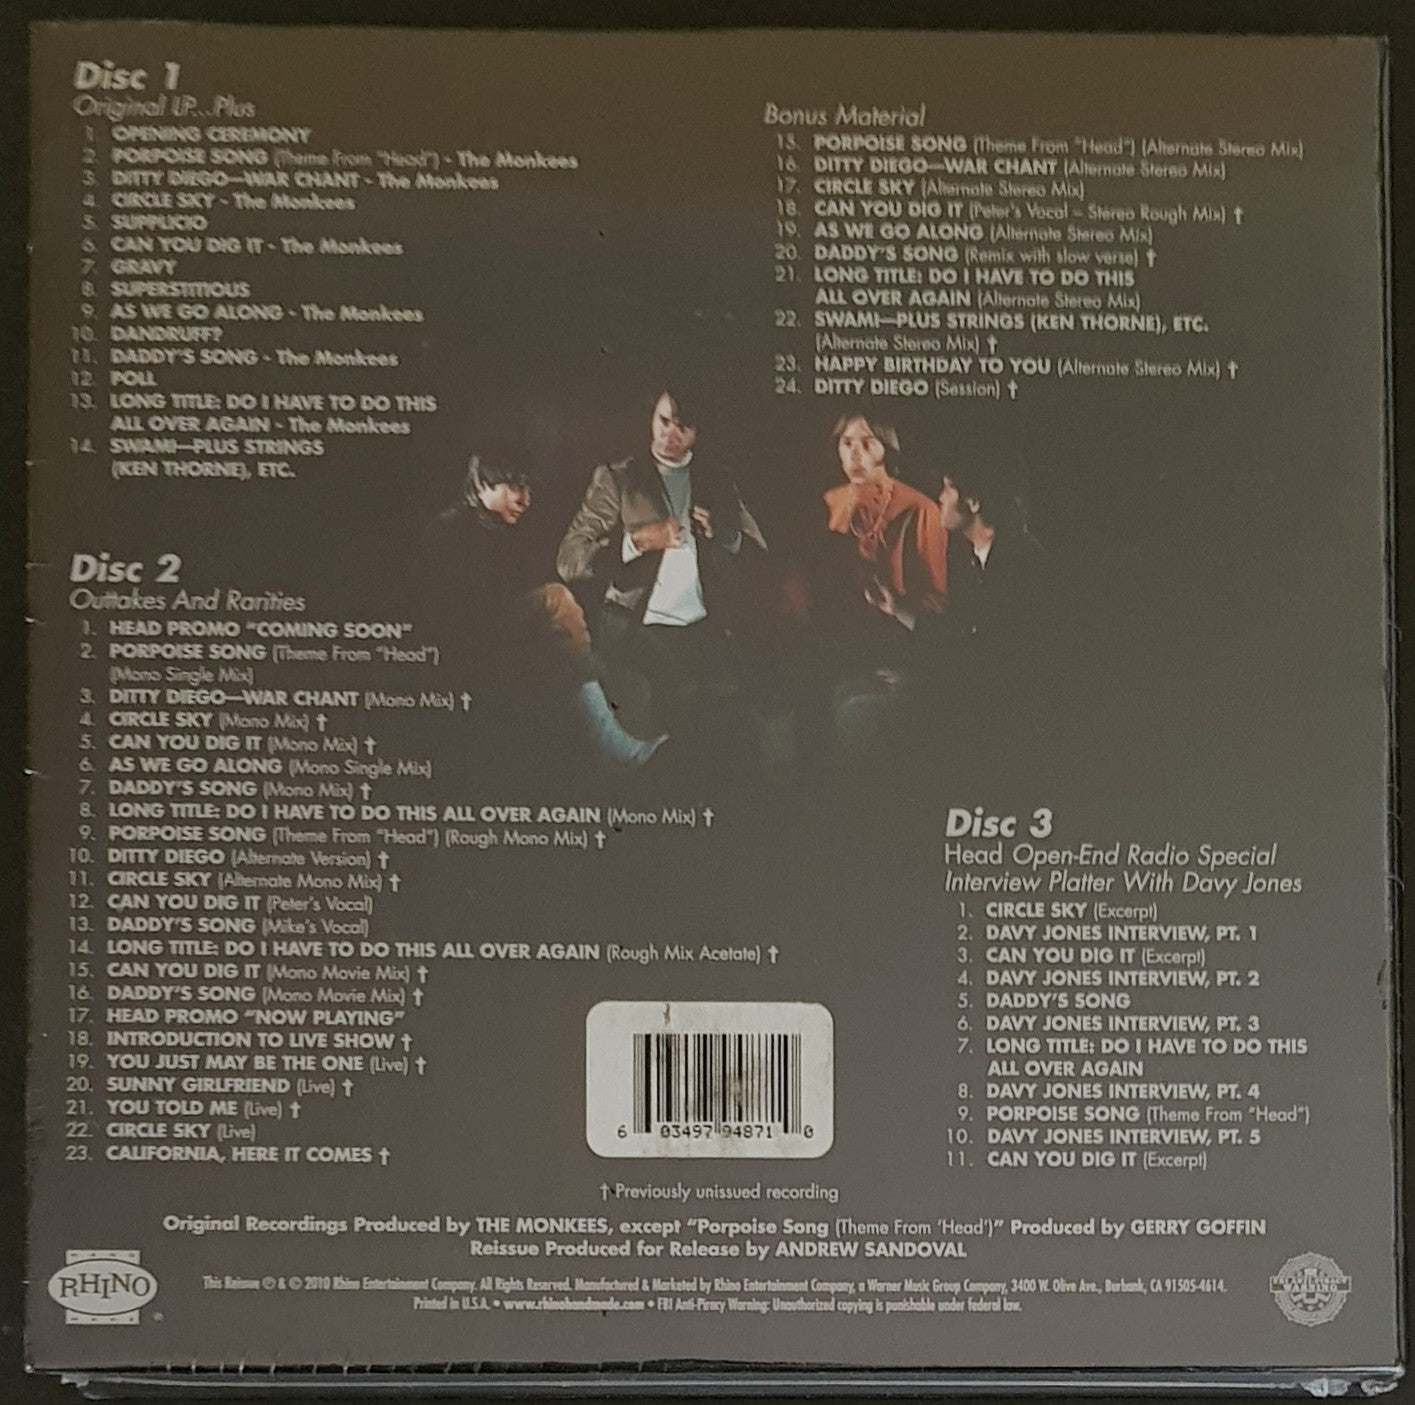 Disc 1
Original LP...Plus
1. OPENING CEREMONY
2. PORPOISE SONG (Theme From "Head") - The Monkees
3. DITTY DIEGO—WAR CHANT - The Monkees
4. CIRCLE SKY - The Monkees
5. SUPPLICIO
6. CAN YOU DIG IT - The Monkees
7. GRAVY
8. SUPERSTITIOUS
9. AS WE GO ALONG - The Monkees
10. DANDRUFF?
11. DADDY'S SONG - The Monkees
12. POLL
13. LONG TITLE: DO I HAVE TO DO THIS
ALL OVER AGAIN - The Monkees
14. SWAMI—PLUS STRINGS
(KEN THORNE), ETC.
Bonus Material
15. PORPOISE SONG (Theme From "Head") (Alternate Stereo Mix)
16. DITTY DIEGO—WAR CHANT (Alternate Stereo Mix)
17. CIRCLE SKY (Alternate Stereo Mix)
18. CAN YOU DIG IT (Peter's Vocal – Stereo Rough Mix) †
19. AS WE GO ALONG (Alternate Stereo Mix)
20. DADDY'S SONG (Remix with slow verse) †
21. LONG TITLE: DO I HAVE TO DO THIS
ALL OVER AGAIN (Alternate Stereo Mix)
22. SWAMI—PLUS STRINGS (KEN THORNE), ETC.
(Alternate Stereo Mix) †
23. HAPPY BIRTHDAY TO YOU (Alternate Stereo Mix) †
24. DITTY DIEGO (Session) †
Disc 2
Outtakes And Rarities
1. HEAD PROMO "COMING SOON"
2. PORPOISE SONG (Theme From "Head")
(Mono Single Mix)
3. DITTY DIEGO—WAR CHANT (Mono Mix) †
4. CIRCLE SKY (Mono Mix) †
5. CAN YOU DIG IT (Mono Mix) †
6. AS WE GO ALONG (Mono Single Mix)
7. DADDY'S SONG (Mono Mix) †
8. LONG TITLE: DO I HAVE TO DO THIS ALL OVER AGAIN (Mono Mix) †
9. PORPOISE SONG (Theme From "Head") (Rough Mono Mix) †
10. DITTY DIEGO (Alternate Version) †
11. CIRCLE SKY (Alternate Mono Mix) †
12. CAN YOU DIG IT (Peter's Vocal)
13. DADDY'S SONG (Mike's Vocal)
14. LONG TITLE: DO I HAVE TO DO THIS ALL OVER AGAIN (Rough Mix Acetate) †
15. CAN YOU DIG IT (Mono Movie Mix) †
16. DADDY'S SONG (Mono Movie Mix) †
17. HEAD PROMO "NOW PLAYING"
18. INTRODUCTION TO LIVE SHOW †
19. YOU JUST MAY BE THE ONE (Live) †
20. SUNNY GIRLFRIEND (Live) †
21. YOU TOLD ME (Live) †
22. CIRCLE SKY (Live)
23. CALIFORNIA, HERE IT COMES †
Disc 3
Head Open-End Radio Special
Interview Platter With Davy Jones
1. CIRCLE SKY (Excerpt)
2. DAVY JONES INTERVIEW, PT. 1
3. CAN YOU DIG IT (Excerpt)
4. DAVY JONES INTERVIEW, PT. 2
5. DADDY'S SONG
6. DAVY JONES INTERVIEW, PT. 3
7. LONG TITLE: DO I HAVE TO DO THIS
ALL OVER AGAIN
8. DAVY JONES INTERVIEW, PT. 4
9. PORPOISE SONG (Theme From "Head")
10. DAVY JONES INTERVIEW, PT. 5
11. CAN YOU DIG IT (Excerpt)
6 03497 94871 0
† Previously unissued recording
Original Recordings Produced by THE MONKEES, except "Porpoise Song (Theme From 'Head')" Produced by GERRY GOFFIN
Reissue Produced for Release by ANDREW SANDOVAL
RHINO ®
This Reissue ℗ & © 2010 Rhino Entertainment Company. All Rights Reserved. Manufactured & Marketed by Rhino Entertainment Company, a Warner Music Group Company, 3400 W. Olive Ave., Burbank, CA 91505-4614.
Printed in U.S.A. • www.rhinohandmade.com • FBI Anti-Piracy Warning: Unauthorized copying is punishable under federal law.
FBI ANTI-PIRACY
WARNING